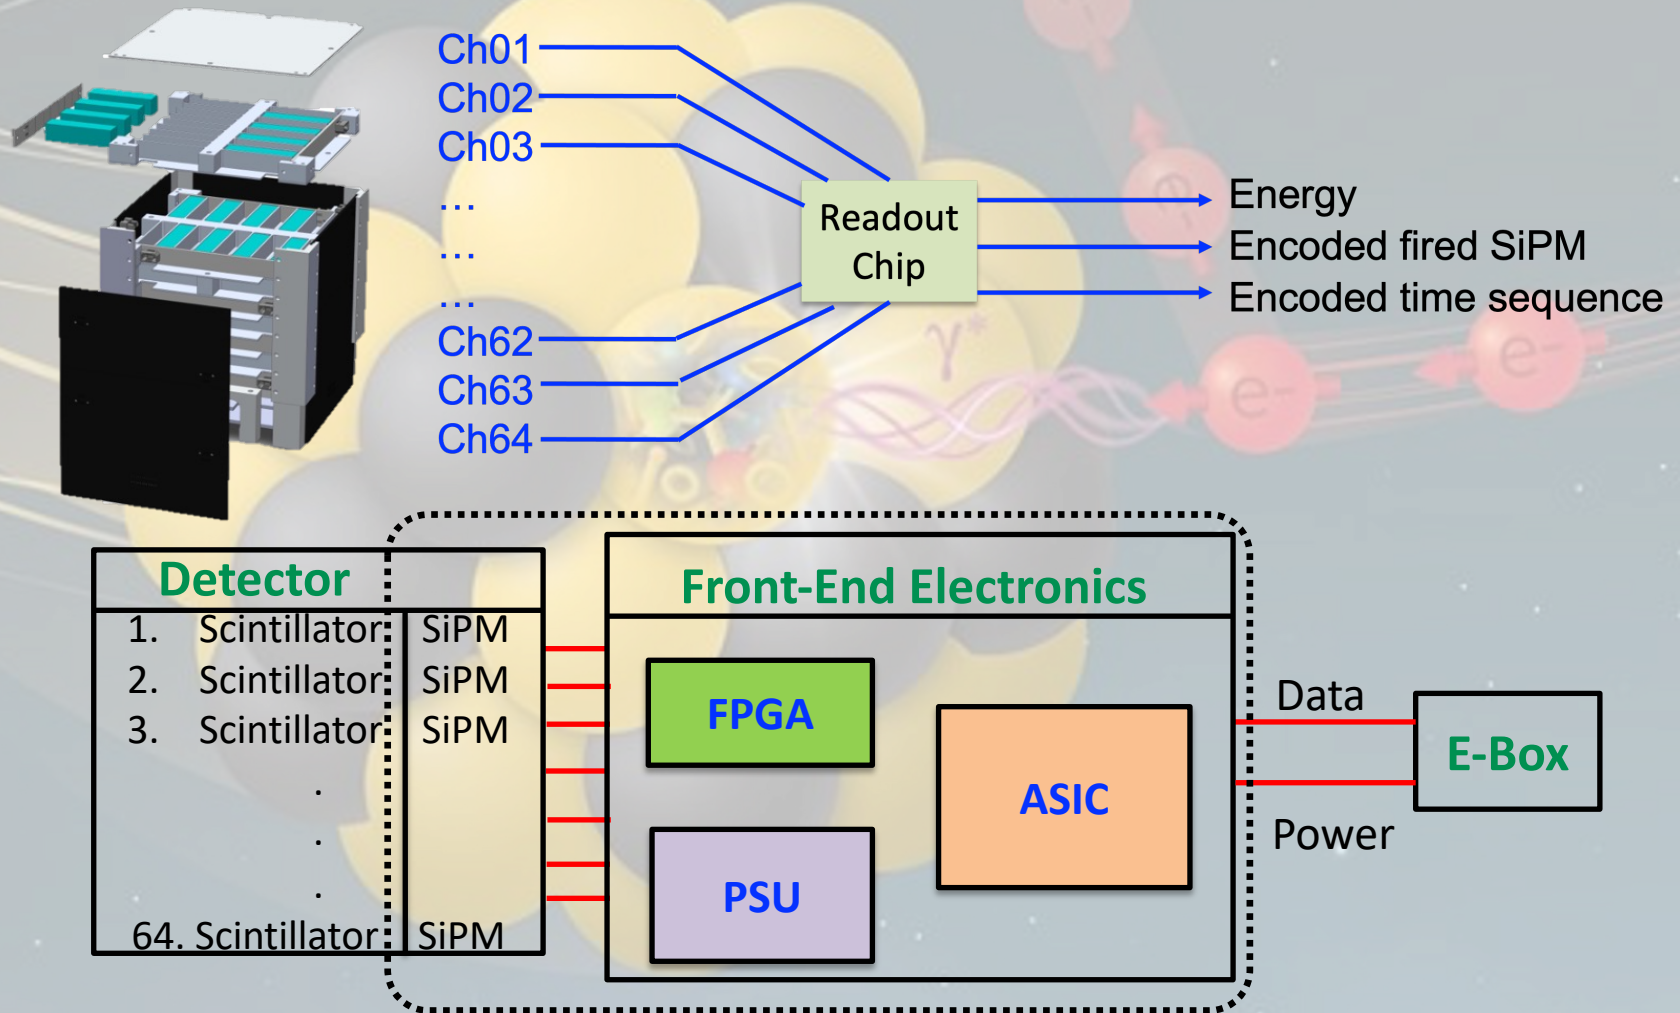 Ch01
Ch02
Ch03
...
...
...
Ch62
Ch63
Ch64
Readout
Chip
Energy
Encoded fired SiPM
Encoded time sequence
γ*
e-
e-
e-
Detector
1. Scintillator SiPM
2. Scintillator SiPM
3. Scintillator SiPM
.
.
.
64. Scintillator SiPM
Front-End Electronics
FPGA
PSU
ASIC
Data
Power
E-Box